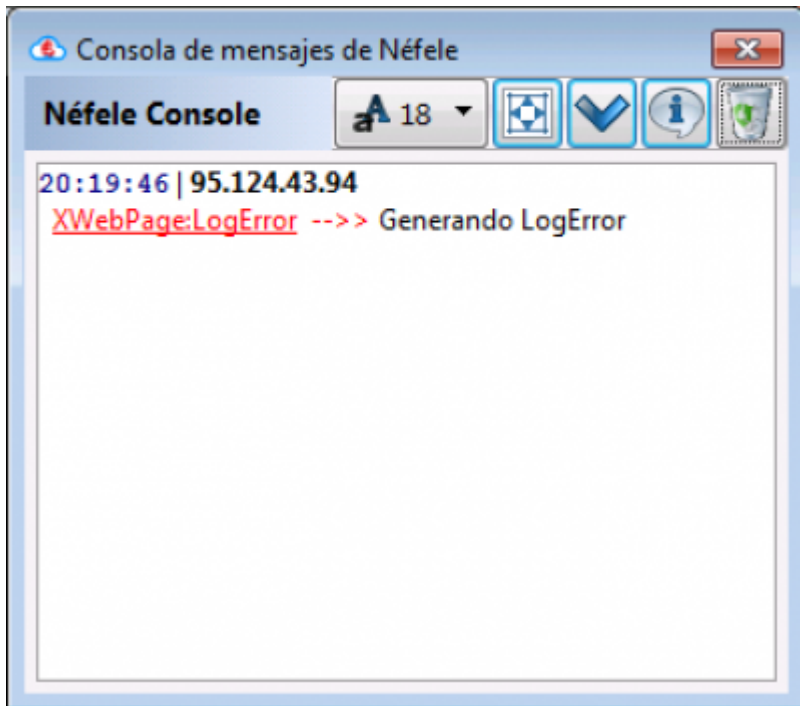 Consola de mensajes de Néfele
Néfele Console
aA 18
20:19:46 | 95.124.43.94
XWebPage:LogError -->> Generando LogError